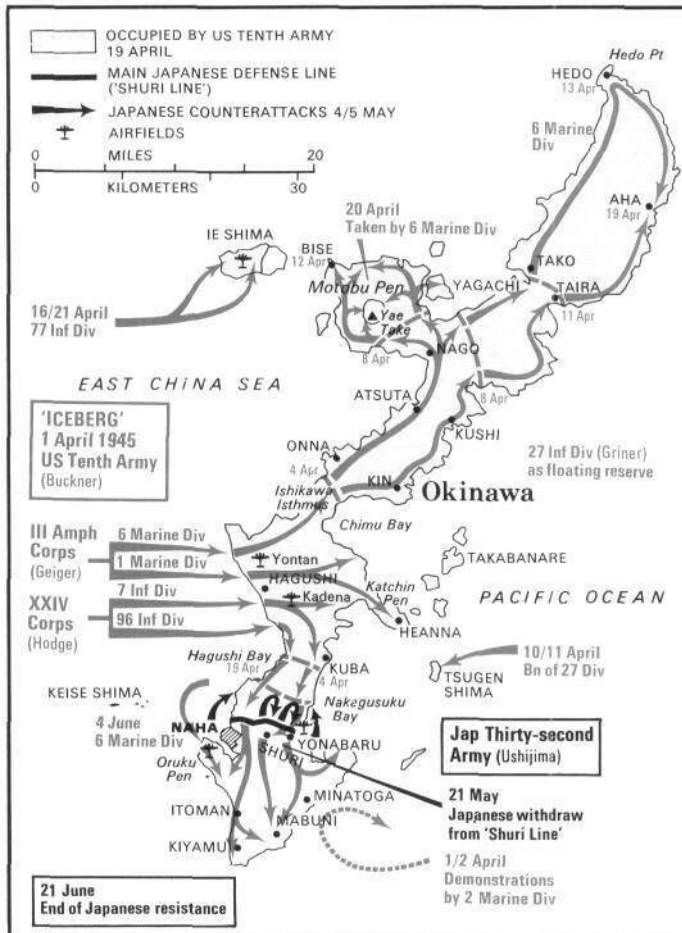 OCCUPIED BY US TENTH ARMY
19 APRIL
MAIN JAPANESE DEFENSE LINE
('SHURI LINE')
JAPANESE COUNTERATTACKS 4/5 MAY
AIRFIELDS
0 MILES 20
0 KILOMETERS 30
Hedo Pt
HEDO
13 Apr
6 Marine
Div
AHA
19 Apr
20 April
Taken by 6 Marine Div
IE SHIMA
BISE
12 Apr
Motobu Pen
YAGACHI
TAKO
TAIRA
11 Apr
Yae
Take
16/21 April
77 Inf Div
8 Apr
NAGO
8 Apr
EAST CHINA SEA
ATSUTA
KUSHI
'ICEBERG'
1 April 1945
US Tenth Army
(Buckner)
ONNA
4 Apr
Ishikawa
Isthmus
KIN
Okinawa
27 Inf Div (Griner)
as floating reserve
Chimu Bay
III Amph
Corps
(Geiger)
6 Marine Div
1 Marine Div
XXIV
Corps
(Hodge)
7 Inf Div
96 Inf Div
Yontan
HAGUSHI
Kadena
Katchin
Pen
HEANNA
TAKABANARE
PACIFIC OCEAN
Hagushi Bay
19 Apr
KUBA
4 Apr
10/11 April
Bn of 27 Div
TSUGEN
SHIMA
KEISE SHIMA
Nakegusuku
Bay
4 June
6 Marine Div
NAHA
SHURI
YONABARU
Oruku
Pen
Jap Thirty-second
Army (Ushijima)
ITOMAN
MINATOGA
MABUNI
KIYAMU
21 May
Japanese withdraw
from 'Shuri Line'
1/2 April
Demonstrations
by 2 Marine Div
21 June
End of Japanese resistance